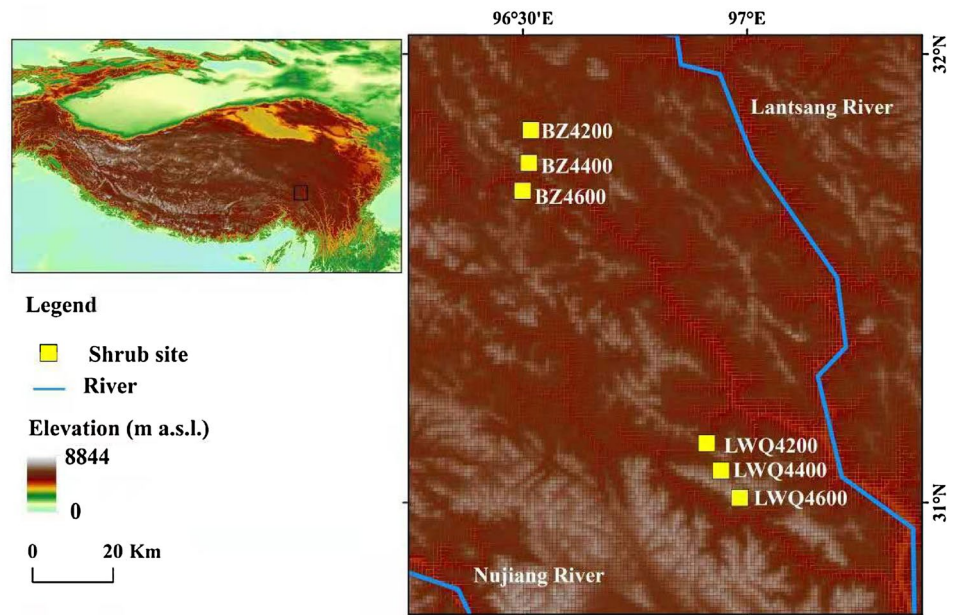 96°30'E
97°E
32°N
Lantsang River
BZ4200
BZ4400
BZ4600
Legend
Shrub site
River
Elevation (m a.s.l.)
8844
0
0 20 Km
LWQ4200
LWQ4400
LWQ4600
31°N
Nujiang River